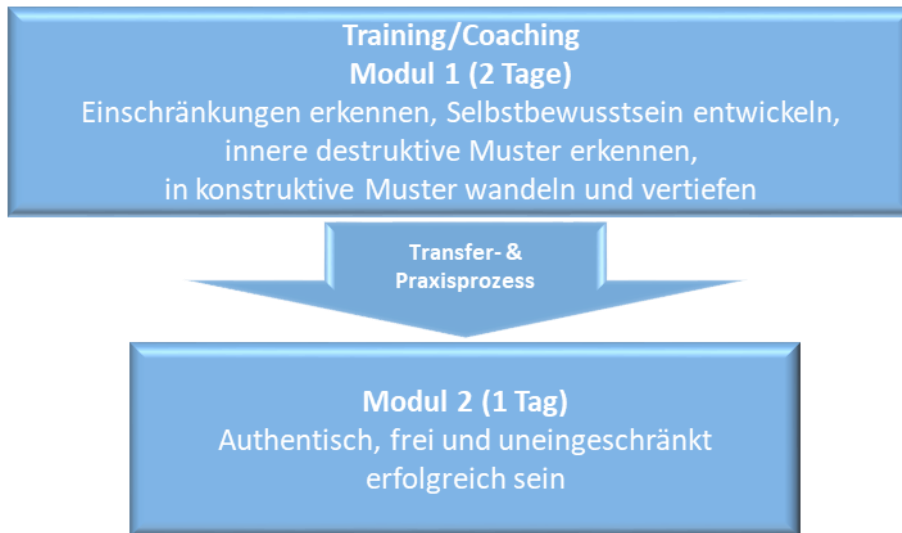 Training/Coaching
Modul 1 (2 Tage)
Einschränkungen erkennen, Selbstbewusstsein entwickeln,
innere destruktive Muster erkennen,
in konstruktive Muster wandeln und vertiefen
Transfer- &
Praxisprozess
Modul 2 (1 Tag)
Authentisch, frei und uneingeschränkt
erfolgreich sein